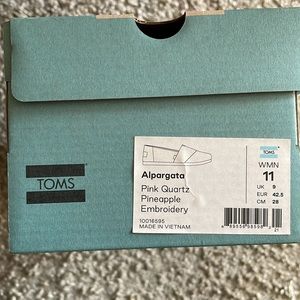 TOMS
Alpargata
Pink Quartz
Pineapple
Embroidery
10016595
MADE IN VIETNAM
TOMS
WMN
11
UK 9
EUR 42.5
CM 28